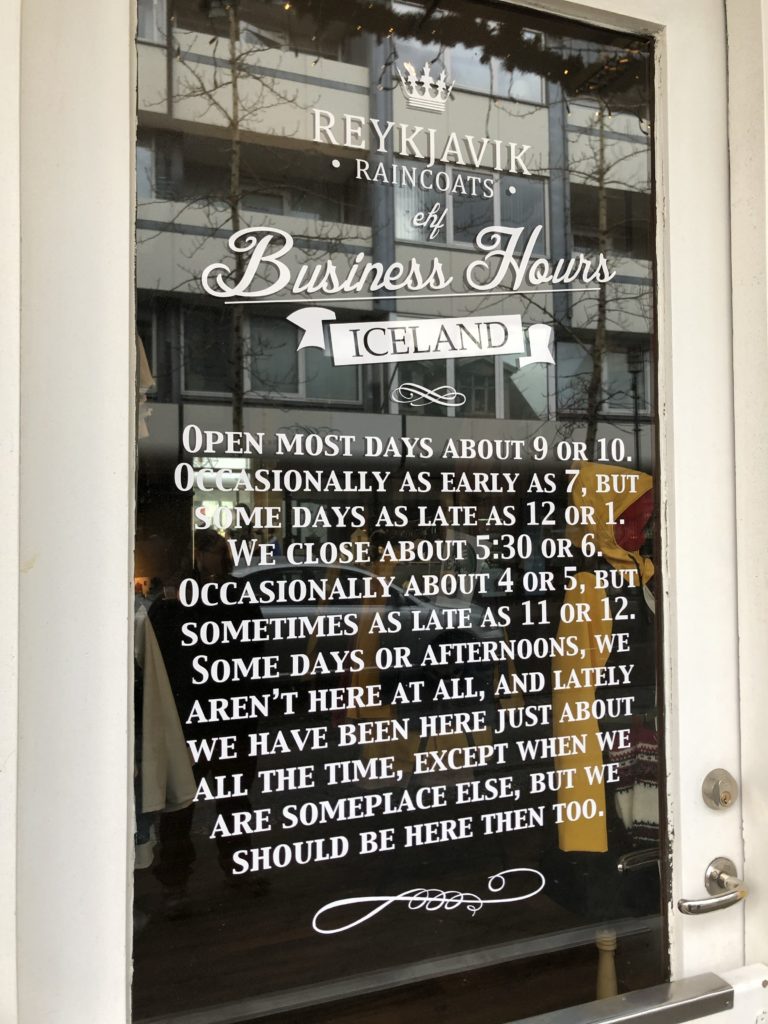 REYKJAVIK
• RAINCOATS •
ehf
Business Hours
ICELAND
OPEN MOST DAYS ABOUT 9 OR 10.
OCCASIONALLY AS EARLY AS 7, BUT
SOME DAYS AS LATE AS 12 OR 1.
WE CLOSE ABOUT 5:30 OR 6.
OCCASIONALLY ABOUT 4 OR 5, BUT
SOMETIMES AS LATE AS 11 OR 12.
SOME DAYS OR AFTERNOONS, WE
AREN'T HERE AT ALL, AND LATELY
WE HAVE BEEN HERE JUST ABOUT
ALL THE TIME, EXCEPT WHEN WE
ARE SOMEPLACE ELSE, BUT WE
SHOULD BE HERE THEN TOO.